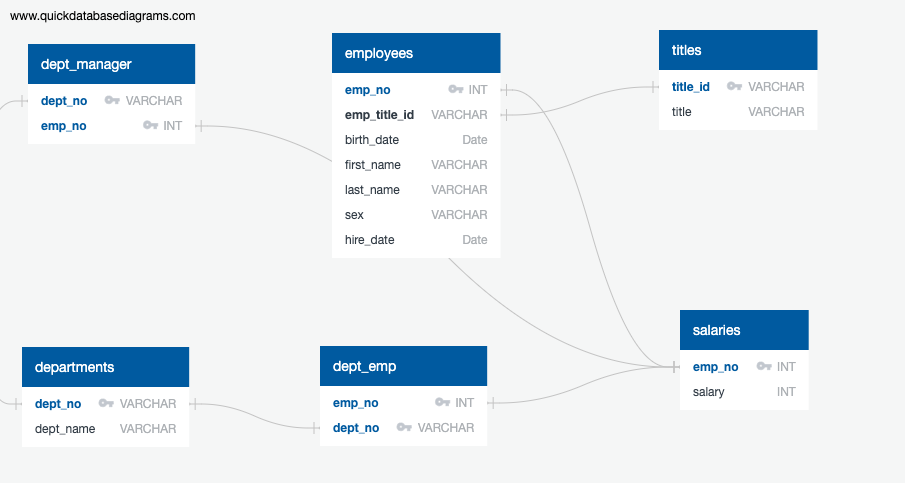 www.quickdatabasediagrams.com
dept_manager
dept_no VARCHAR
emp_no INT
employees
emp_no INT
emp_title_id VARCHAR
birth_date Date
first_name VARCHAR
last_name VARCHAR
sex VARCHAR
hire_date Date
titles
title_id VARCHAR
title VARCHAR
departments
dept_no VARCHAR
dept_name VARCHAR
dept_emp
emp_no INT
dept_no VARCHAR
salaries
emp_no INT
salary INT